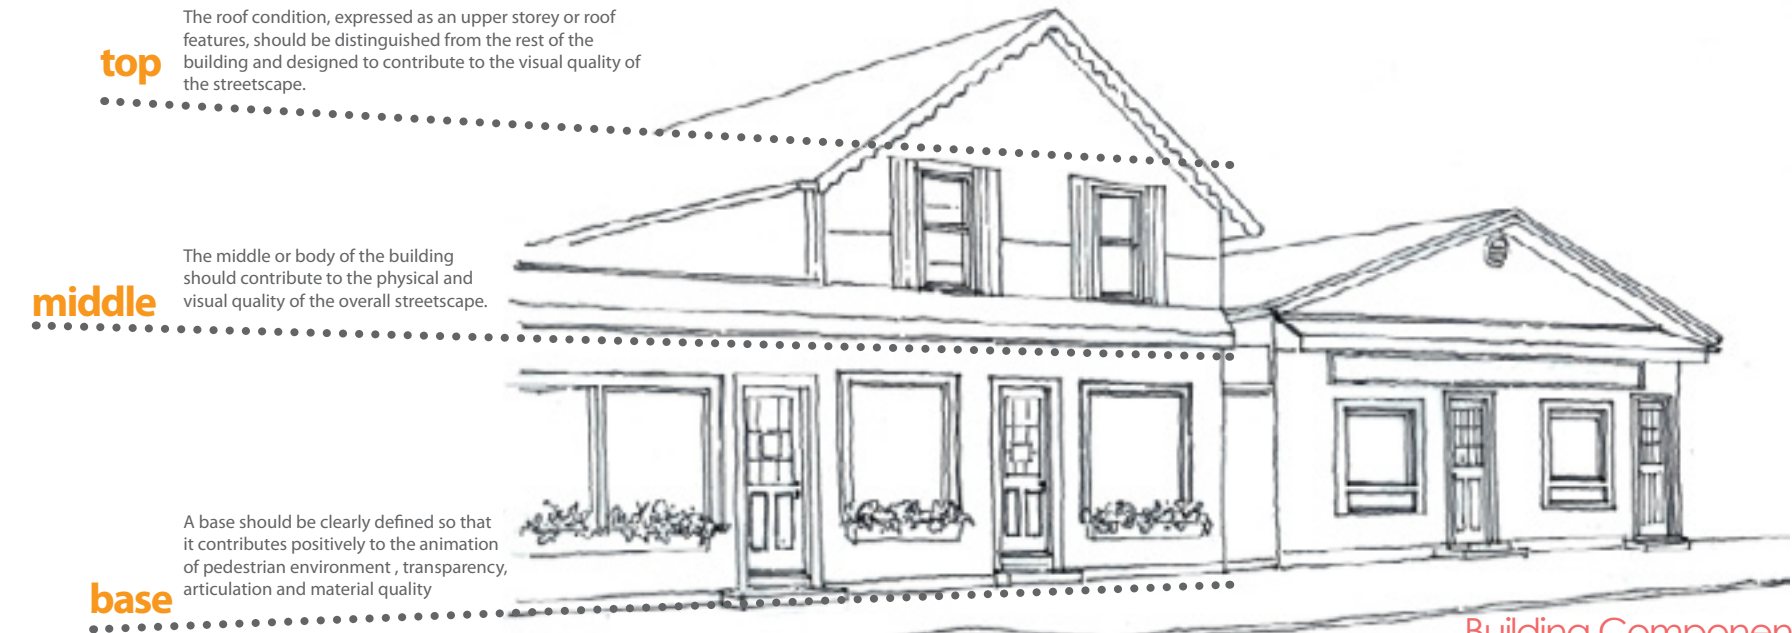 The roof condition, expressed as an upper storey or roof
features, should be distinguished from the rest of the
building and designed to contribute to the visual quality of
the streetscape.
top
The middle or body of the building
should contribute to the physical and
visual quality of the overall streetscape.
middle
A base should be clearly defined so that
it contributes positively to the animation
of pedestrian environment , transparency,
articulation and material quality
base
Building Componen